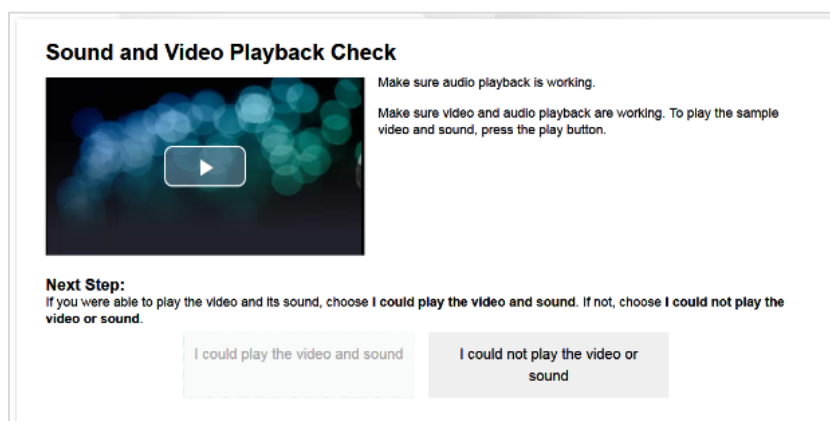 Sound and Video Playback Check
Make sure audio playback is working.
Make sure video and audio playback are working. To play the sample
video and sound, press the play button.
Next Step:
If you were able to play the video and its sound, choose I could play the video and sound. If not, choose I could not play the
video or sound.
I could play the video and sound
I could not play the video or
sound